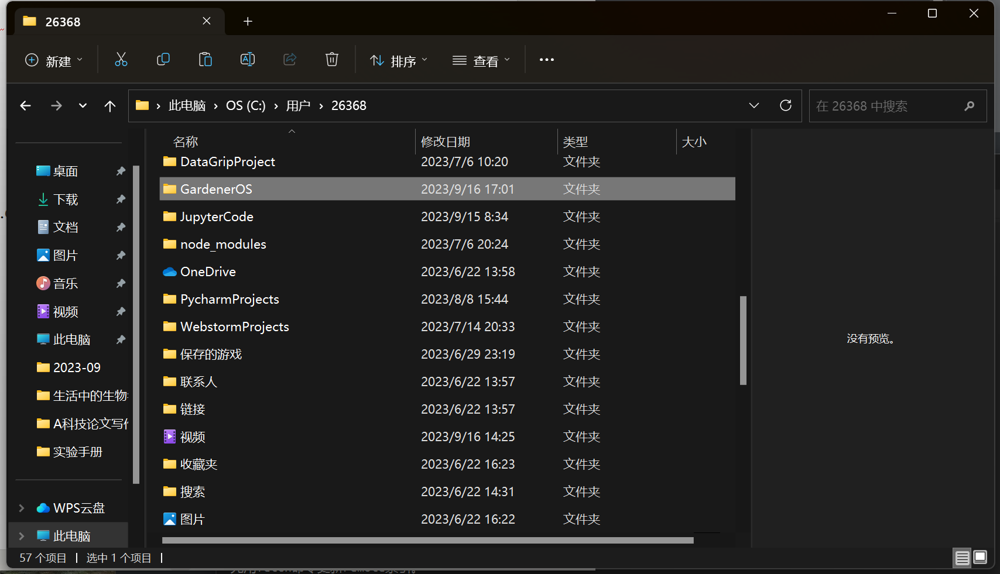 26368
新建
排序
查看
此电脑
OS (C:)
用户
26368
在 26368 中搜索
名称
修改日期
类型
大小
DataGripProject 2023/7/6 10:20 文件夹
GardenerOS 2023/9/16 17:01 文件夹
JupyterCode 2023/9/15 8:34 文件夹
node_modules 2023/7/6 20:24 文件夹
OneDrive 2023/6/22 13:58 文件夹
PycharmProjects 2023/8/8 15:44 文件夹
WebstormProjects 2023/7/14 20:33 文件夹
保存的游戏 2023/6/29 23:19 文件夹
联系人 2023/6/22 13:57 文件夹
链接 2023/6/22 13:57 文件夹
视频 2023/9/16 14:25 文件夹
收藏夹 2023/6/22 16:23 文件夹
搜索 2023/6/22 14:31 文件夹
图片 2023/6/22 16:22 文件夹
桌面
下载
文档
图片
音乐
视频
此电脑
2023-09
生活中的生物
A科技论文写作
实验手册
WPS云盘
此电脑
没有预览。
57 个项目
选中 1 个项目